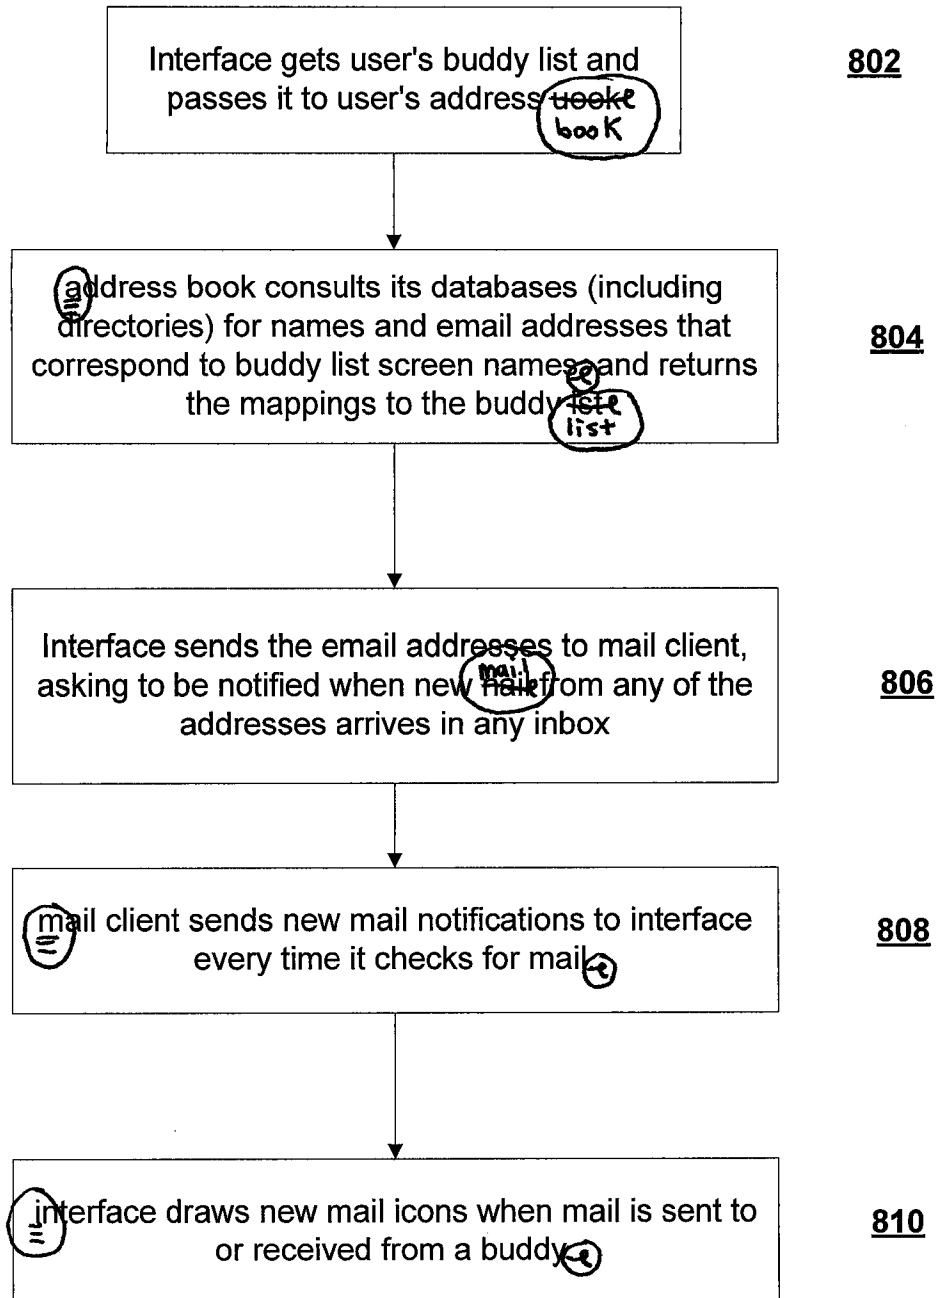 Interface gets user's buddy list and
802
passes it to user's address uook
book
address book consults its databases (including
directories) for names and email addresses that
804
correspond to buddy list screen names and returns
the mappings to the buddy lst
list
Interface sends the email addresses to mail client,
mail
asking to be notified when new nail from any of the
806
addresses arrives in any inbox
mail client sends new mail notifications to interface
808
every time it checks for mail
interface draws new mail icons when mail is sent to
810
or received from a buddy